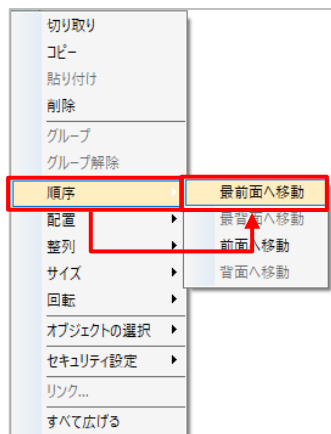 切り取り
コピー
貼り付け
削除
グループ
グループ解除
順序
最前面へ移動
配置
最背面へ移動
整列
前面へ移動
サイズ
背面へ移動
回転
オブジェクトの選択
セキュリティ設定
リンク...
すべて広げる